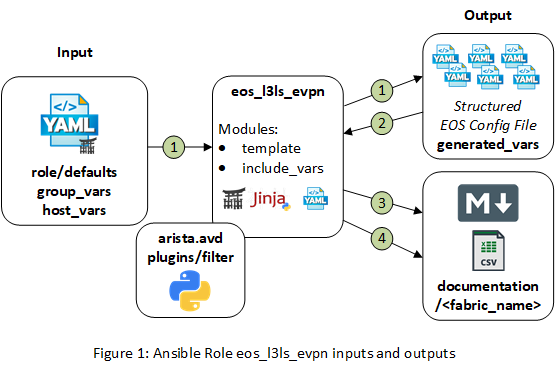 Input
YAML
role/defaults
group_vars
host_vars
1
eos_l3ls_evpn
Modules:
• template
• include_vars
Jinja
YAML
arista.avd
plugins/filter
1
2
3
4
Output
YAML
YAML
YAML
YAML
YAML
YAML
Structured
EOS Config File
generated_vars
M
CSV
documentation
/<fabric_name>
Figure 1: Ansible Role eos_l3ls_evpn inputs and outputs